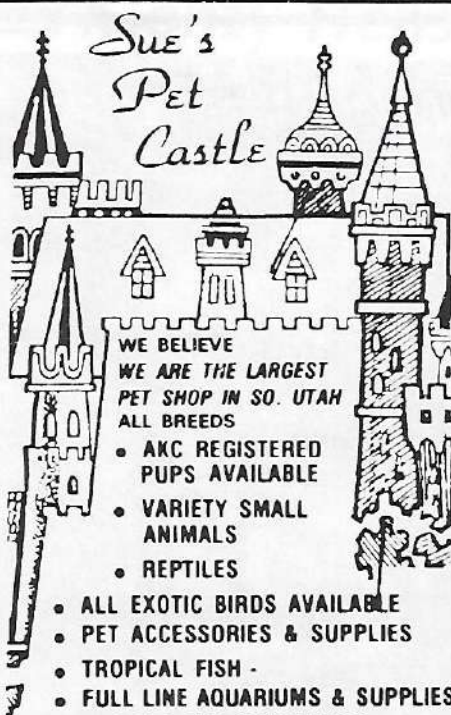 Sue's
Pet
Castle
WE BELIEVE
WE ARE THE LARGEST
PET SHOP IN SO. UTAH
ALL BREEDS
• AKC REGISTERED
PUPS AVAILABLE
• VARIETY SMALL
ANIMALS
• REPTILES
• ALL EXOTIC BIRDS AVAILABLE
• PET ACCESSORIES & SUPPLIES
• TROPICAL FISH -
• FULL LINE AQUARIUMS & SUPPLIES